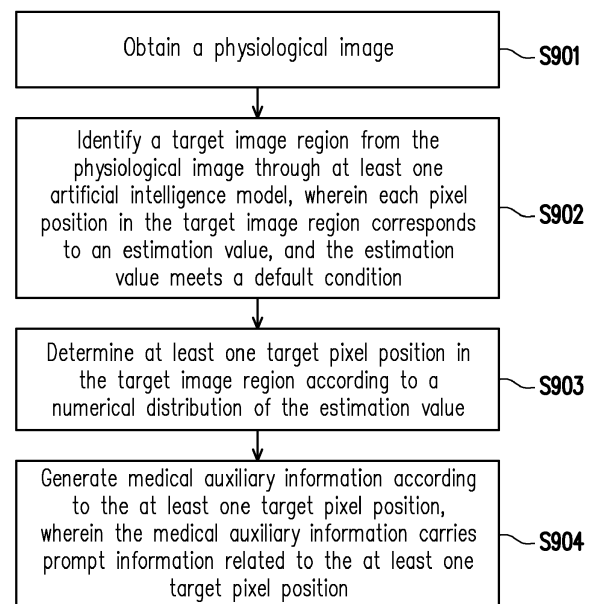 Obtain a physiological image
S901
Identify a target image region from the
physiological image through at least one
artificial intelligence model, wherein each pixel
position in the target image region corresponds
to an estimation value, and the estimation
value meets a default condition
S902
Determine at least one target pixel position in
the target image region according to a
numerical distribution of the estimation value
S903
Generate medical auxiliary information according
to the at least one target pixel position,
wherein the medical auxiliary information carries
prompt information related to the at least one
target pixel position
S904